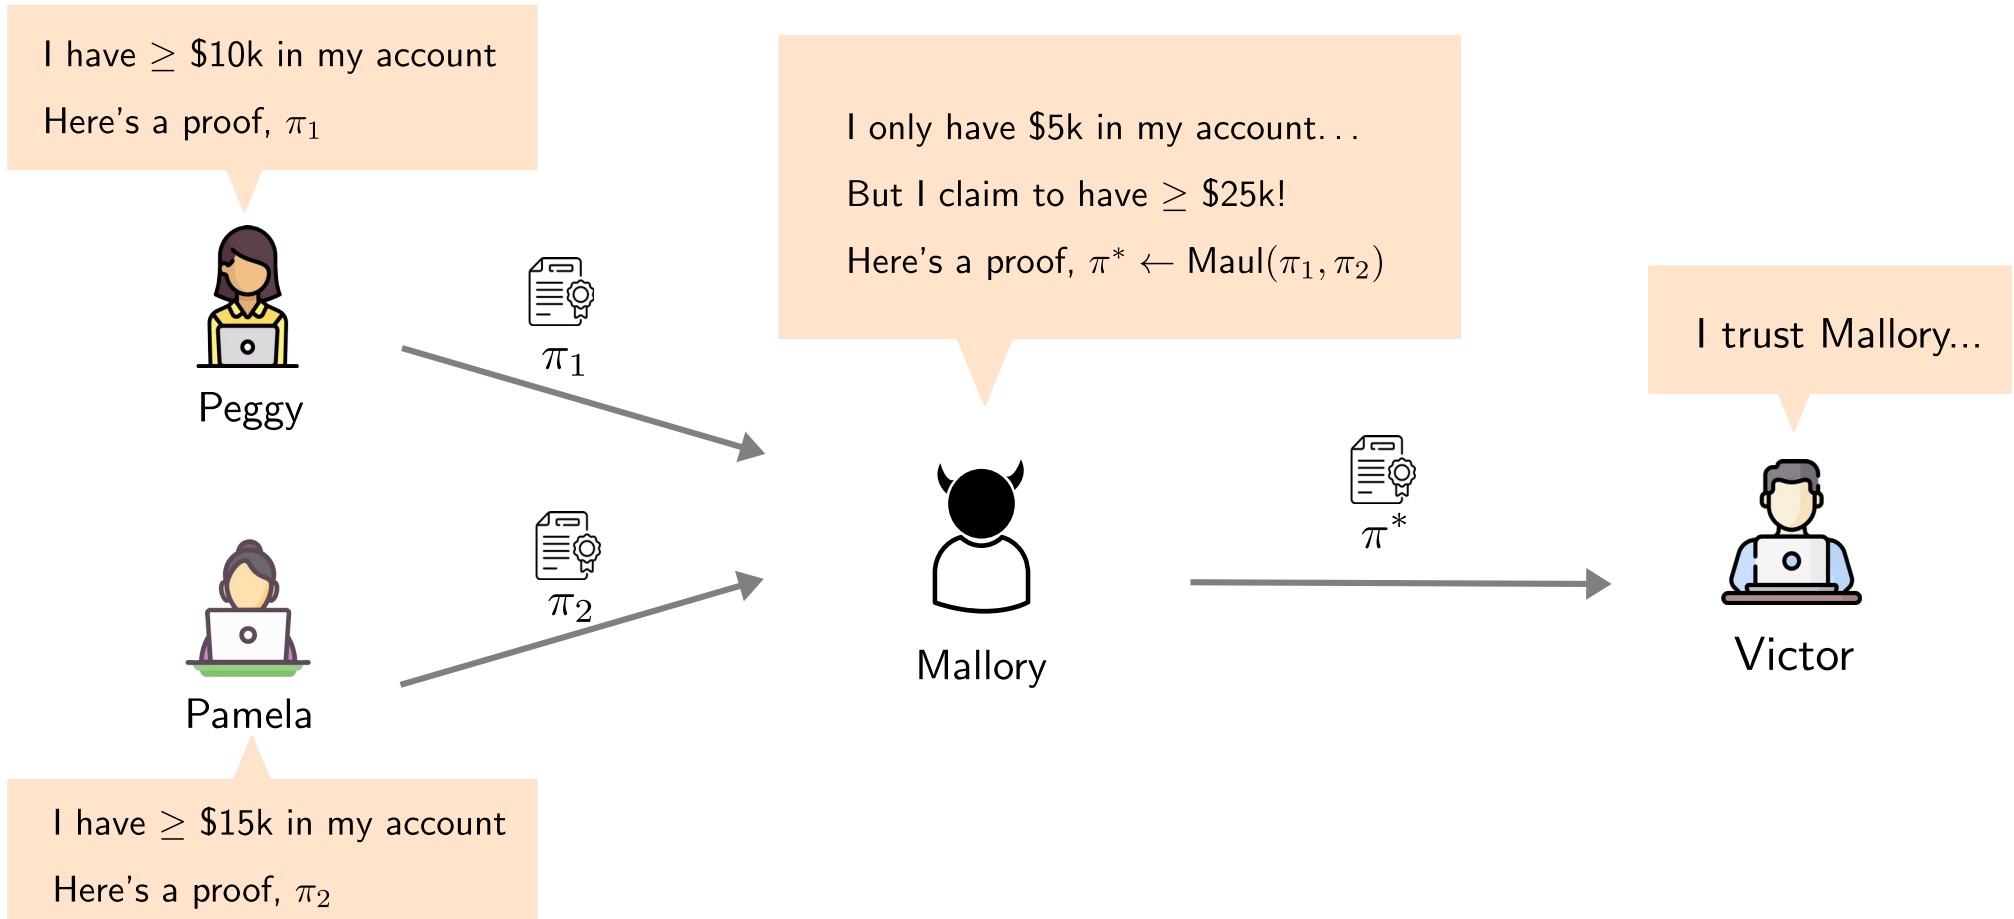 I have ≥ $10k in my account
Here's a proof, π₁
Peggy
π₁
I only have $5k in my account...
But I claim to have ≥ $25k!
Here's a proof, π* ← Maul(π₁, π₂)
I trust Mallory...
π₂
π*
Mallory
Victor
Pamela
I have ≥ $15k in my account
Here's a proof, π₂